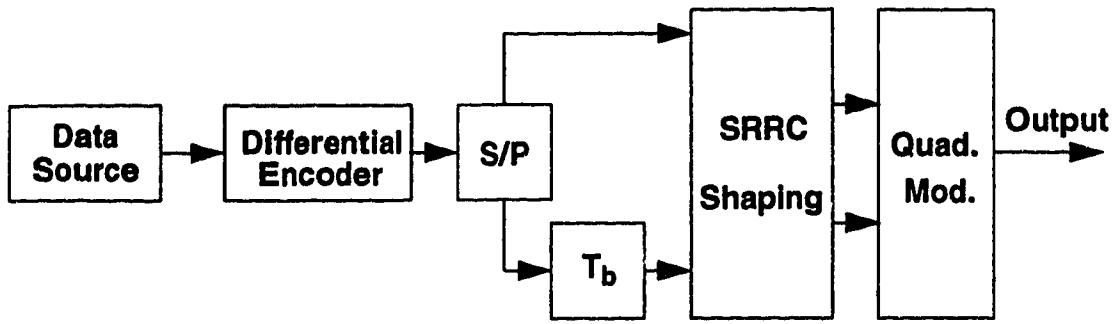 Data
Source
Differential
Encoder
S/P
T_b
SRRC
Shaping
Quad.
Mod.
Output